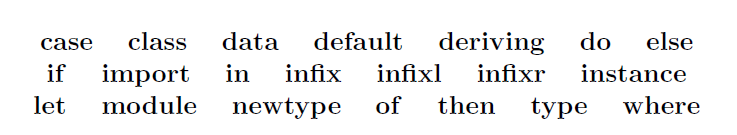 case class data default deriving do else
if import in infix infixl infixr instance
let module newtype of then type where